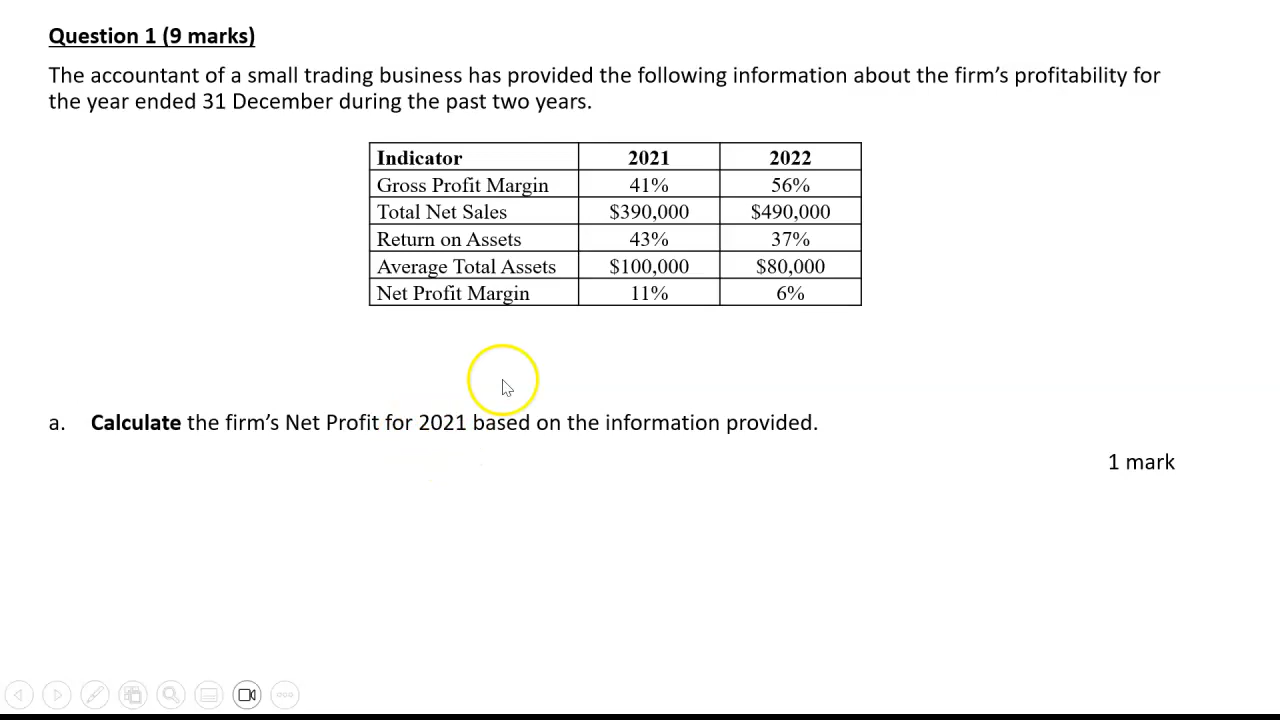 Question 1 (9 marks)
The accountant of a small trading business has provided the following information about the firm’s profitability for
the year ended 31 December during the past two years.
Indicator 2021 2022
Gross Profit Margin 41% 56%
Total Net Sales $390,000 $490,000
Return on Assets 43% 37%
Average Total Assets $100,000 $80,000
Net Profit Margin 11% 6%
a. Calculate the firm’s Net Profit for 2021 based on the information provided.
1 mark